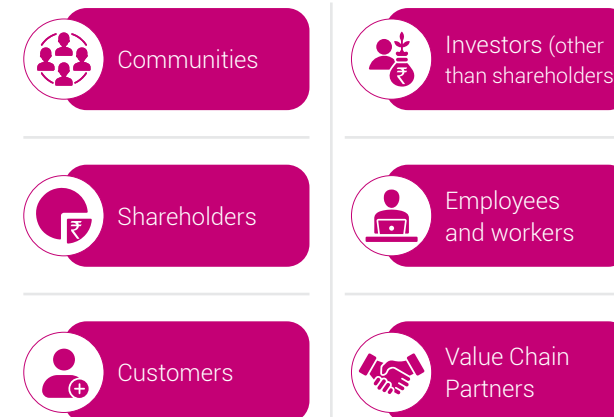 Communities
Investors (other
than shareholders
Shareholders
₹
₹
Employees
and workers
Customers
Value Chain
Partners